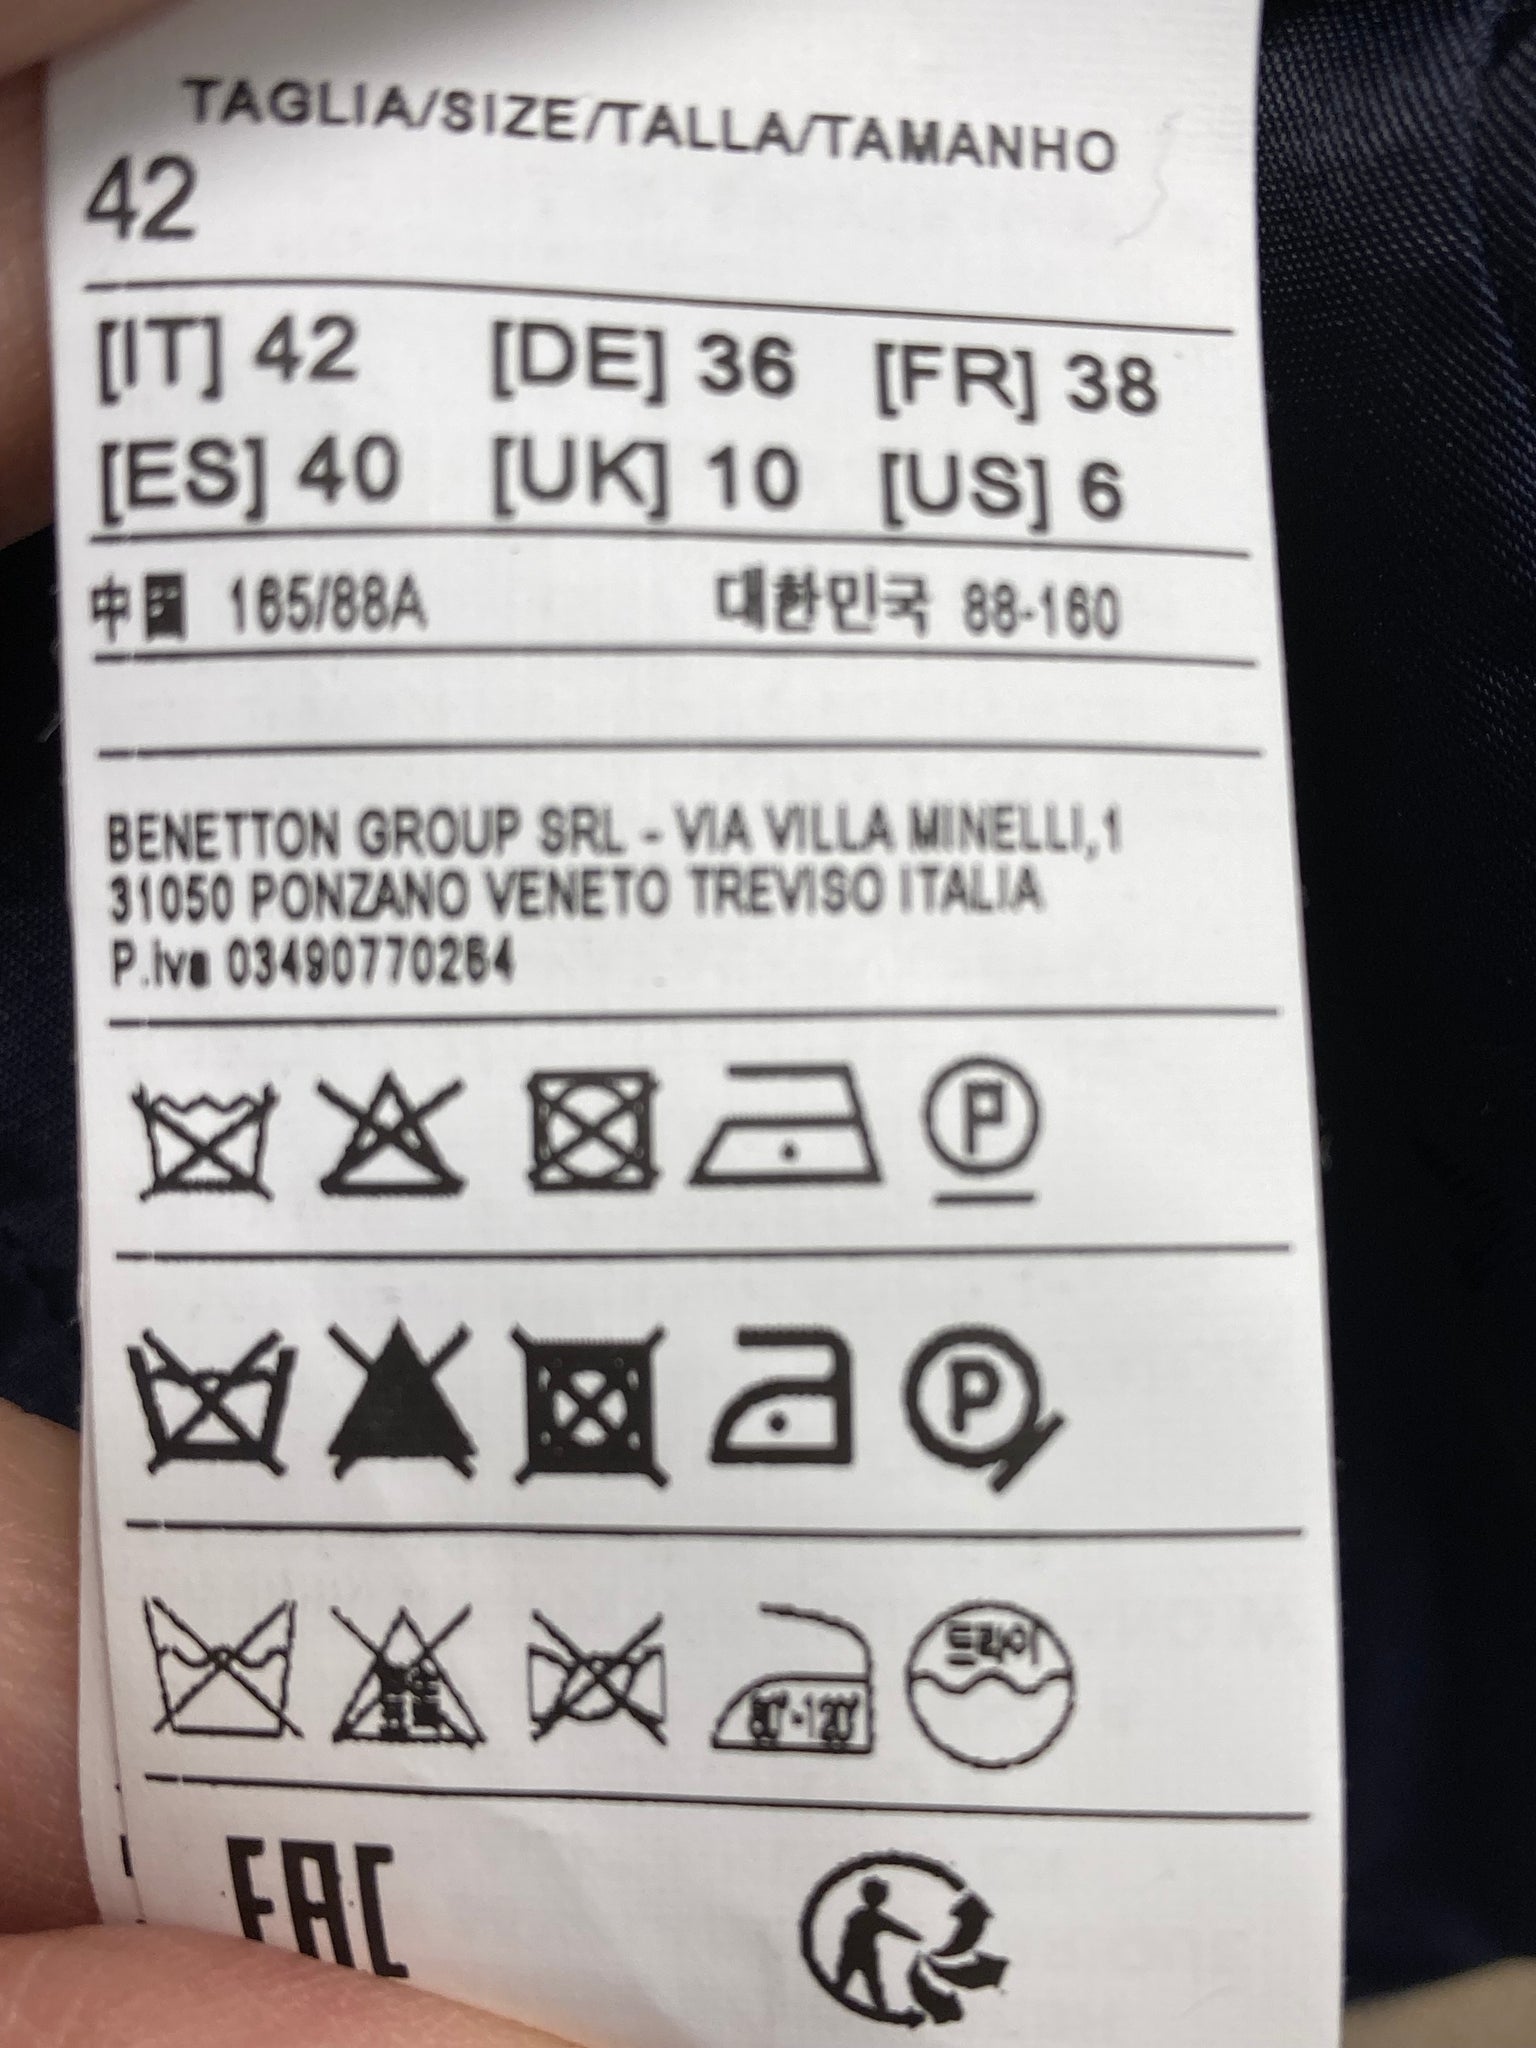 TAGLIA/SIZE/TALLA/TAMANHO
42
[IT] 42 [DE] 36 [FR] 38
[ES] 40 [UK] 10 [US] 6
中國 165/88A 대한민국 88-160
BENETTON GROUP SRL - VIA VILLA MINELLI,1
31050 PONZANO VENETO TREVISO ITALIA
P.Iva 03490770264
P
P
80°-120° 드라이
EAC